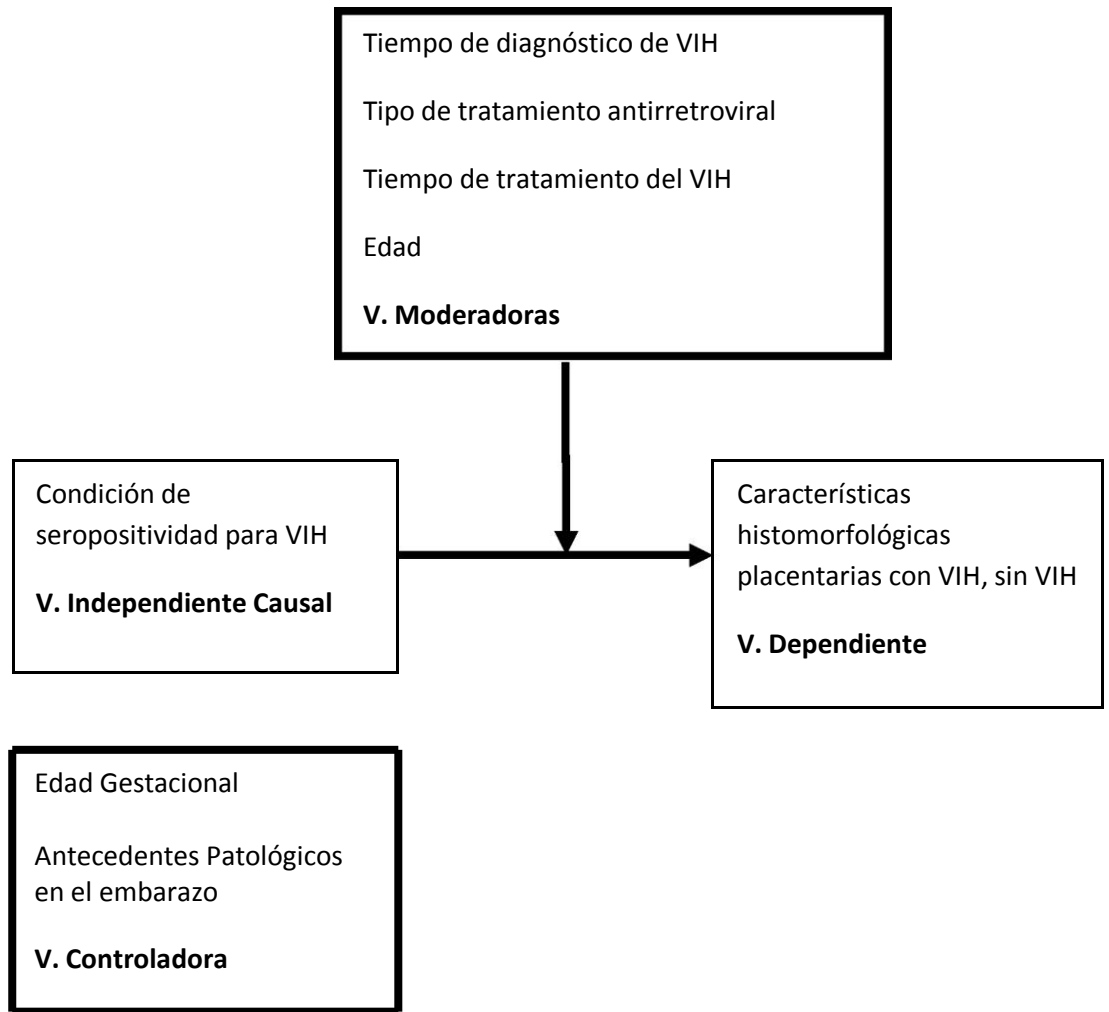 Tiempo de diagnóstico de VIH
Tipo de tratamiento antirretroviral
Tiempo de tratamiento del VIH
Edad
V. Moderadoras
Condición de
seropositividad para VIH
V. Independiente Causal
Características
histomorfológicas
placentarias con VIH, sin VIH
V. Dependiente
Edad Gestacional
Antecedentes Patológicos
en el embarazo
V. Controladora